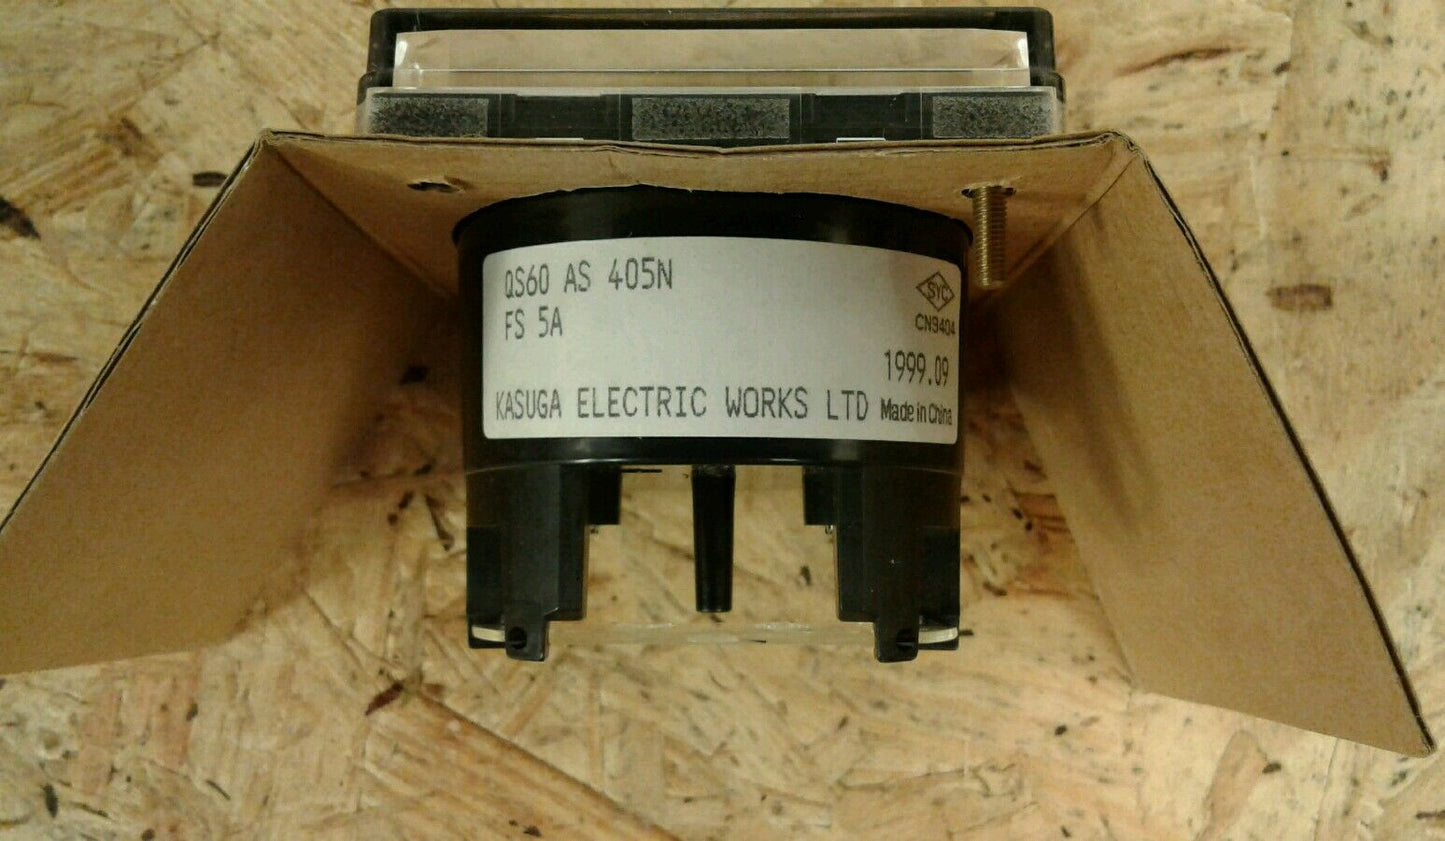 QS60 AS 405N
FS 5A
SYC
CN9404
1999.09
KASUGA ELECTRIC WORKS LTD Made in China